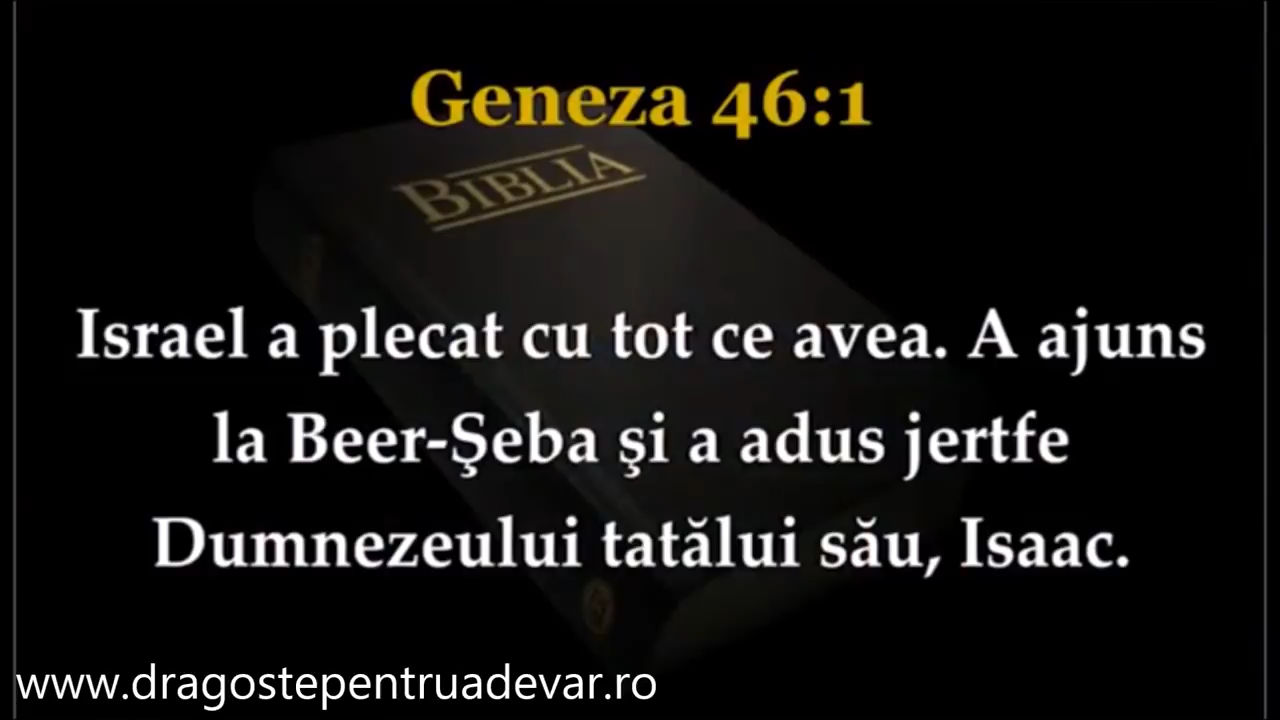 Geneza 46:1
BIBLIA
Israel a plecat cu tot ce avea. A ajuns
la Beer-Şeba şi a adus jertfe
Dumnezeului tatălui său, Isaac.
www.dragostepentruadevar.ro